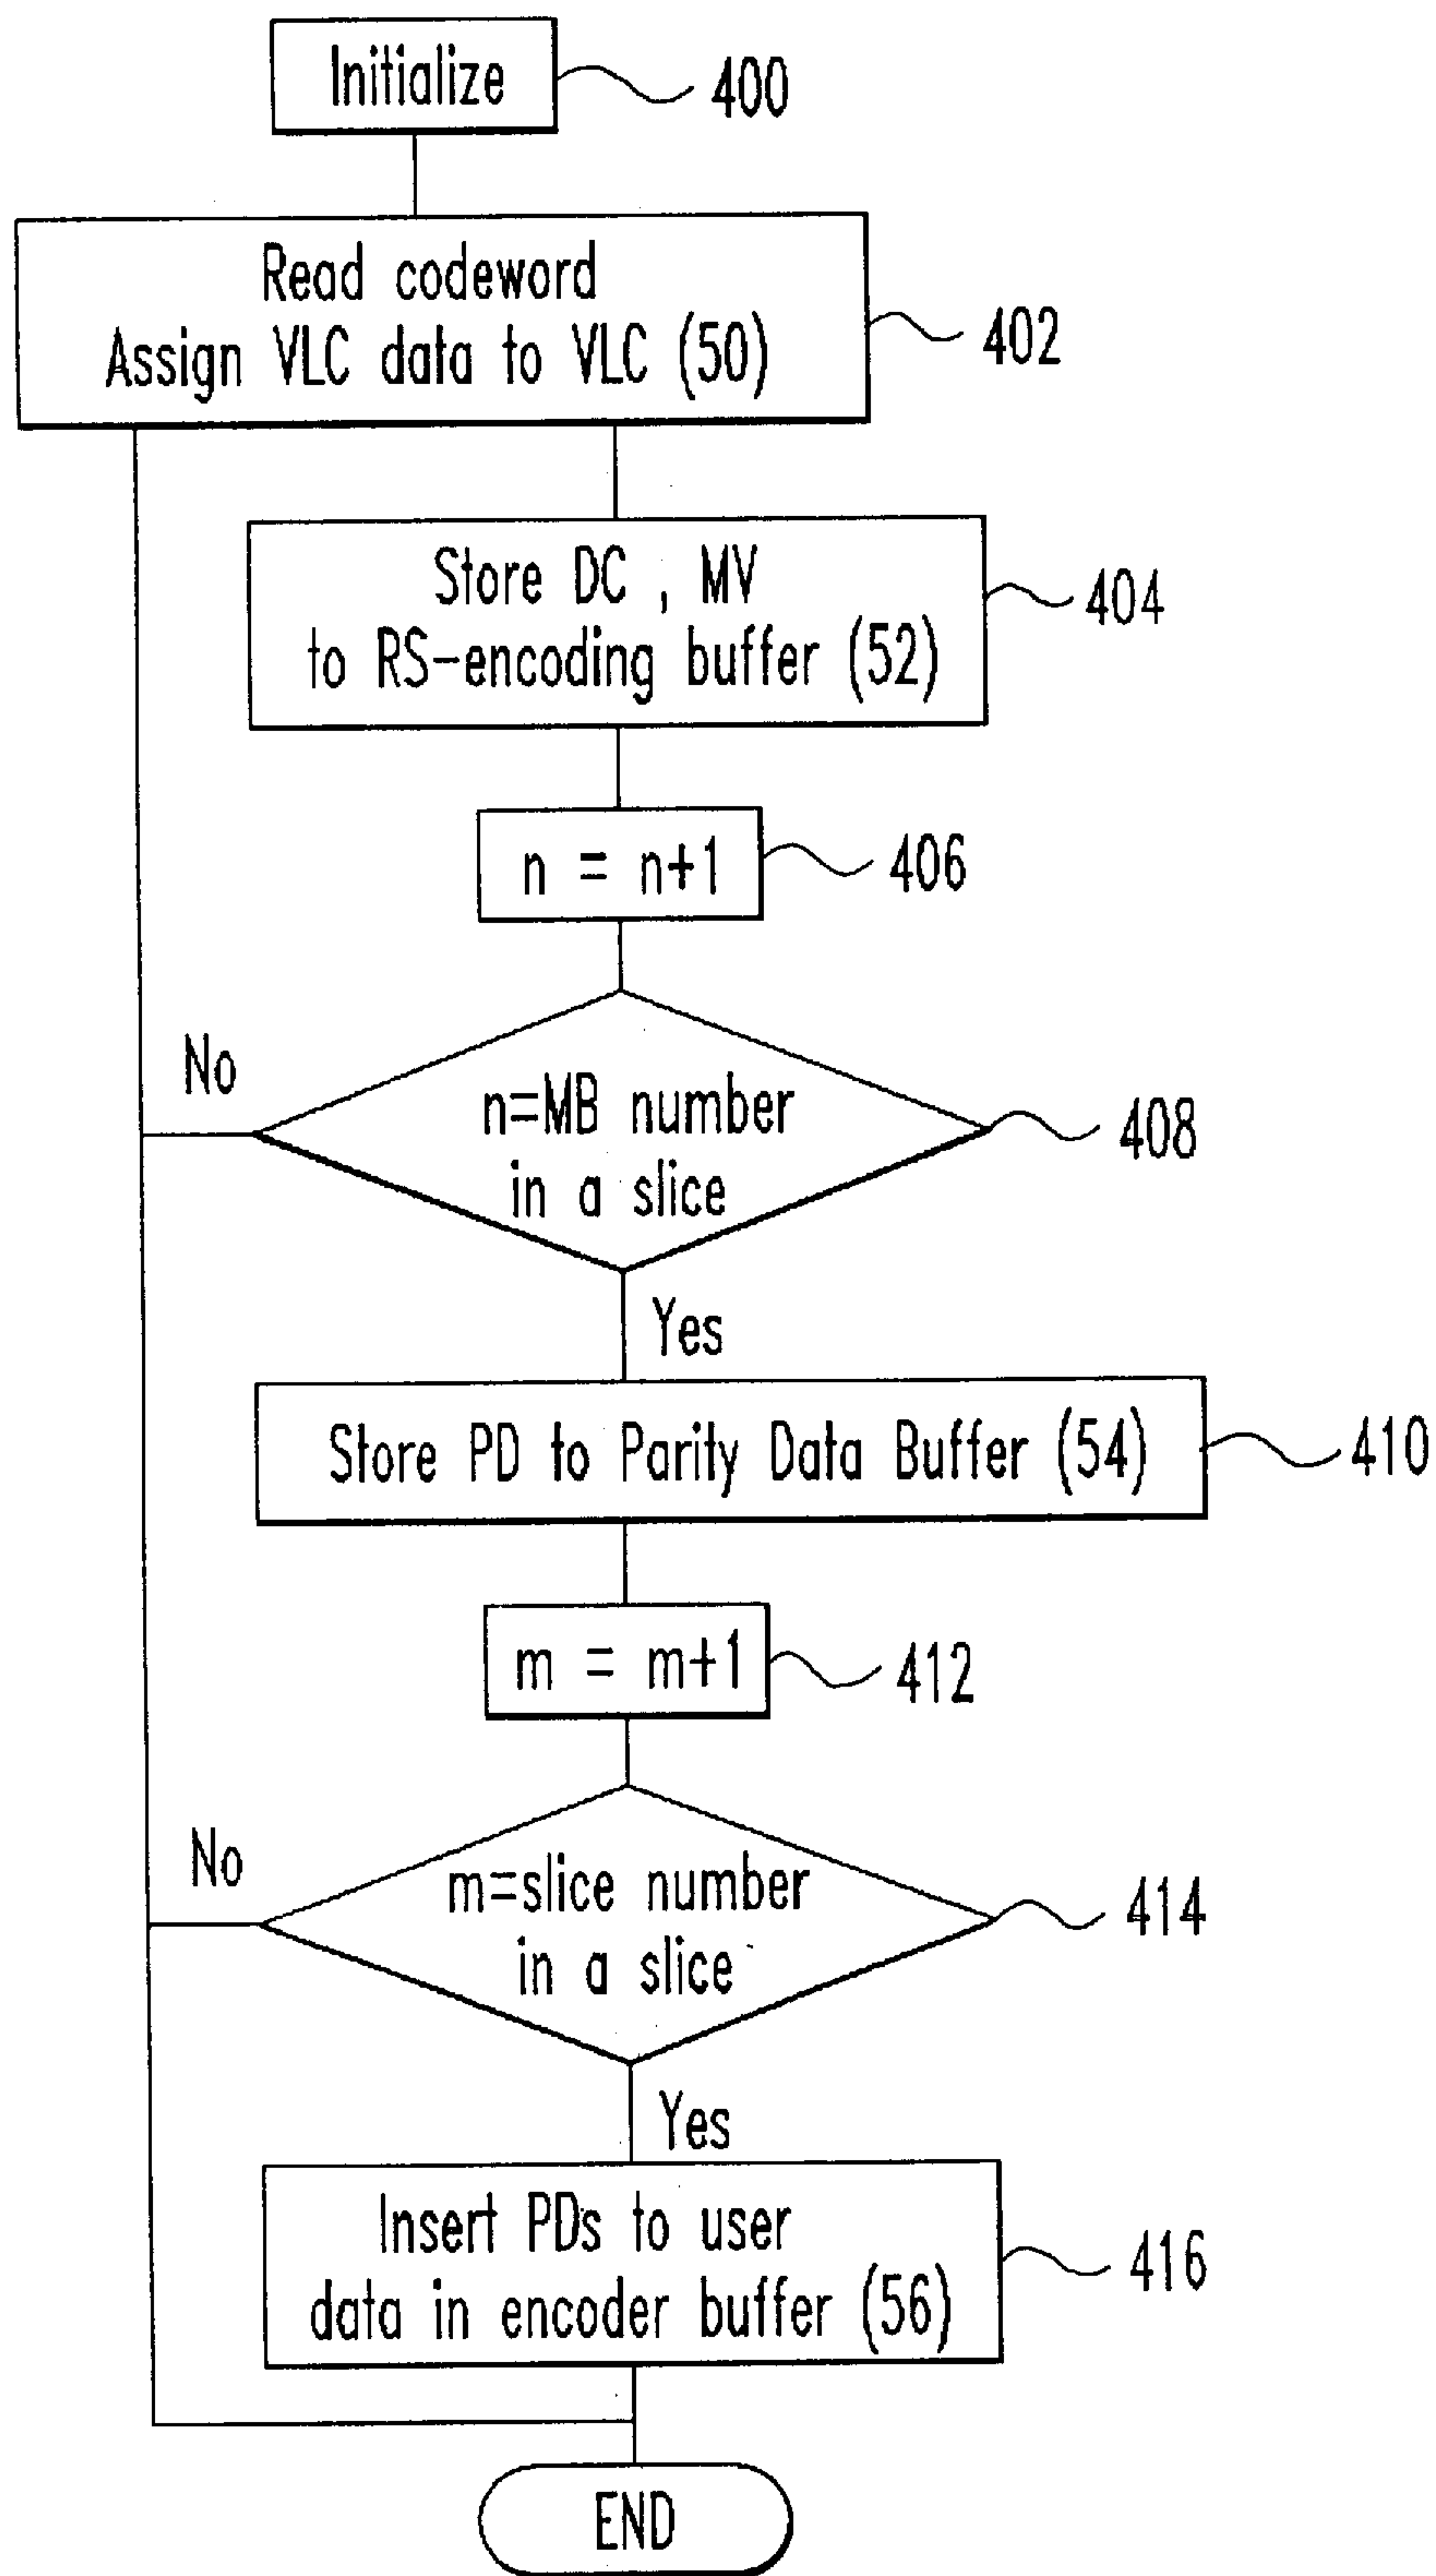 Initialize
400
Read codeword
Assign VLC data to VLC (50)
402
Store DC , MV
to RS-encoding buffer (52)
404
n = n+1
406
No
n=MB number
in a slice
408
Yes
Store PD to Parity Data Buffer (54)
410
m = m+1
412
No
m=slice number
in a slice
414
Yes
Insert PDs to user
data in encoder buffer (56)
416
END